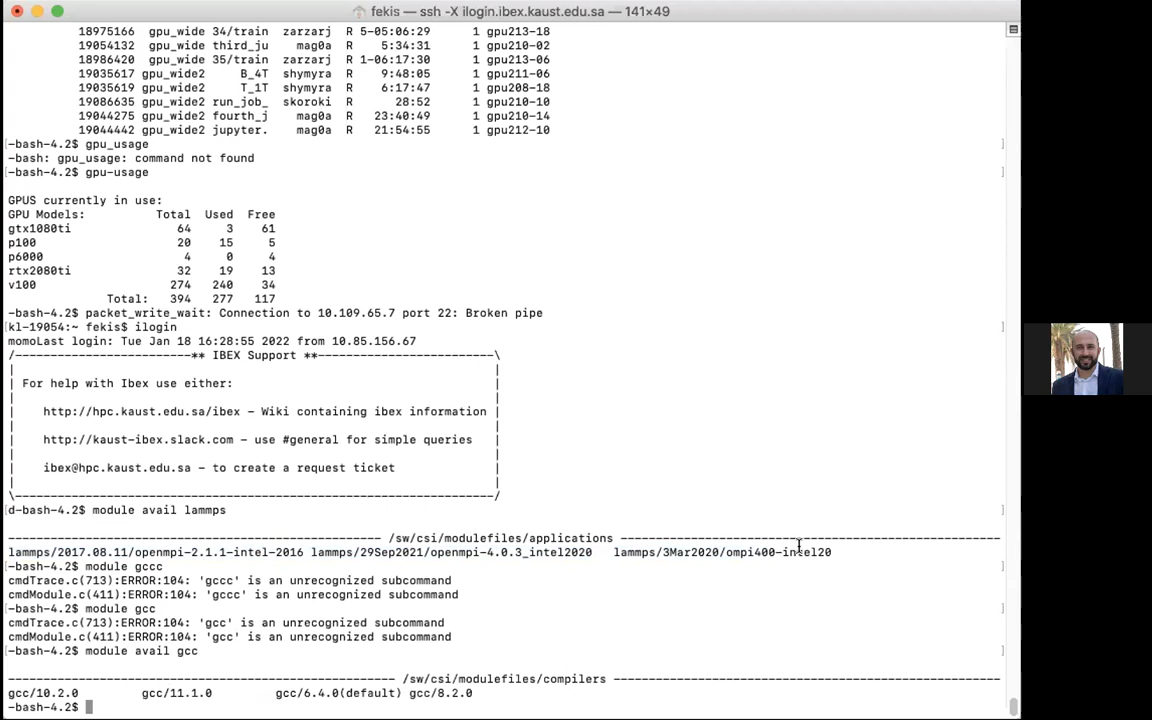 fekis — ssh -X ilogin.ibex.kaust.edu.sa — 141×49
18975166 gpu_wide 34/train zarzarj R 5-05:06:29 1 gpu213-18
19054132 gpu_wide third_ju mag0a R 5:34:31 1 gpu210-02
18986420 gpu_wide 35/train zarzarj R 1-06:17:30 1 gpu213-06
19035617 gpu_wide2 B_4T shymyra R 9:48:05 1 gpu211-06
19035619 gpu_wide2 T_1T shymyra R 6:17:47 1 gpu208-18
19086635 gpu_wide2 run_job_ skoroki R 28:52 1 gpu210-10
19044275 gpu_wide2 fourth_j mag0a R 23:40:49 1 gpu210-14
19044442 gpu_wide2 jupyter. mag0a R 21:54:55 1 gpu212-10
[-bash-4.2$ gpu_usage ]
-bash: gpu_usage: command not found
[-bash-4.2$ gpu-usage ]
GPUS currently in use:
GPU Models: Total Used Free
gtx1080ti 64 3 61
p100 20 15 5
p6000 4 0 4
rtx2080ti 32 19 13
v100 274 240 34
Total: 394 277 117
-bash-4.2$ packet_write_wait: Connection to 10.109.65.7 port 22: Broken pipe
[kl-19054:~ fekis$ ilogin ]
momoLast login: Tue Jan 18 16:28:55 2022 from 10.85.156.67
/-------------------------** IBEX Support **-------------------------\
| |
| For help with Ibex use either: |
| |
| http://hpc.kaust.edu.sa/ibex - Wiki containing ibex information |
| |
| http://kaust-ibex.slack.com - use #general for simple queries |
| |
| ibex@hpc.kaust.edu.sa - to create a request ticket |
| |
\--------------------------------------------------------------------/
[d-bash-4.2$ module avail lammps ]
----------------------------------------------------- /sw/csi/modulefiles/applications ------------------------------------------------------
lammps/2017.08.11/openmpi-2.1.1-intel-2016 lammps/29Sep2021/openmpi-4.0.3_intel2020 lammps/3Mar2020/ompi400-intel20
[-bash-4.2$ module gccc ]
cmdTrace.c(713):ERROR:104: 'gccc' is an unrecognized subcommand
cmdModule.c(411):ERROR:104: 'gccc' is an unrecognized subcommand
[-bash-4.2$ module gcc ]
cmdTrace.c(713):ERROR:104: 'gcc' is an unrecognized subcommand
cmdModule.c(411):ERROR:104: 'gcc' is an unrecognized subcommand
[-bash-4.2$ module avail gcc ]
------------------------------------------------------- /sw/csi/modulefiles/compilers -------------------------------------------------------
gcc/10.2.0 gcc/11.1.0 gcc/6.4.0(default) gcc/8.2.0
-bash-4.2$